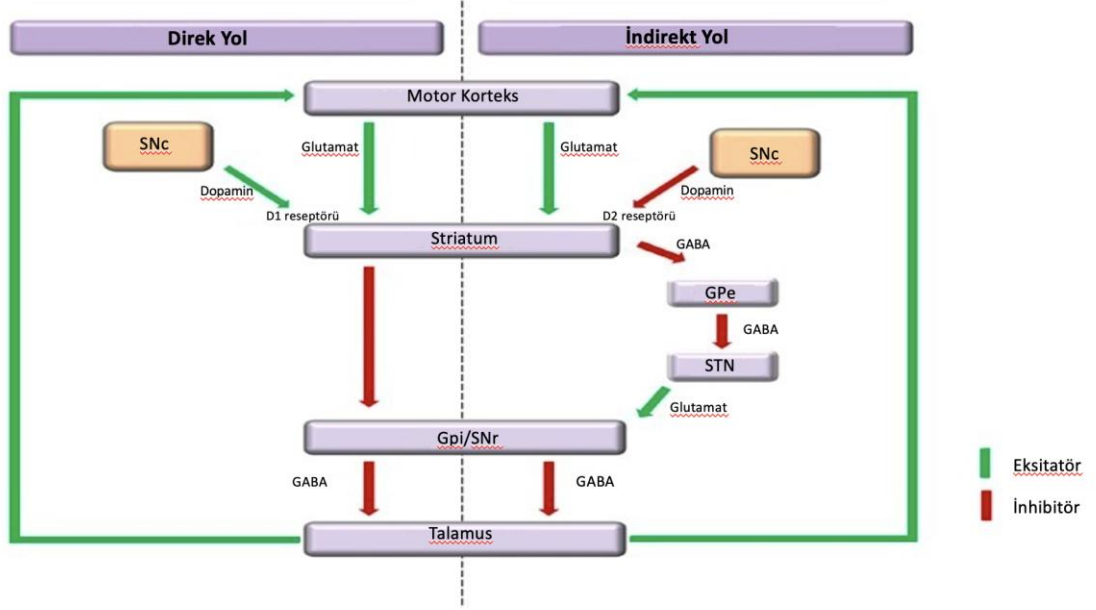 Direk Yol
İndirekt Yol
Motor Korteks
SNc
Glutamat
Glutamat
SNc
Dopamin
Dopamin
D1 reseptörü
D2 reseptörü
Striatum
GABA
GPe
GABA
STN
Glutamat
Gpi/SNr
GABA
GABA
Talamus
Eksitatör
İnhibitör